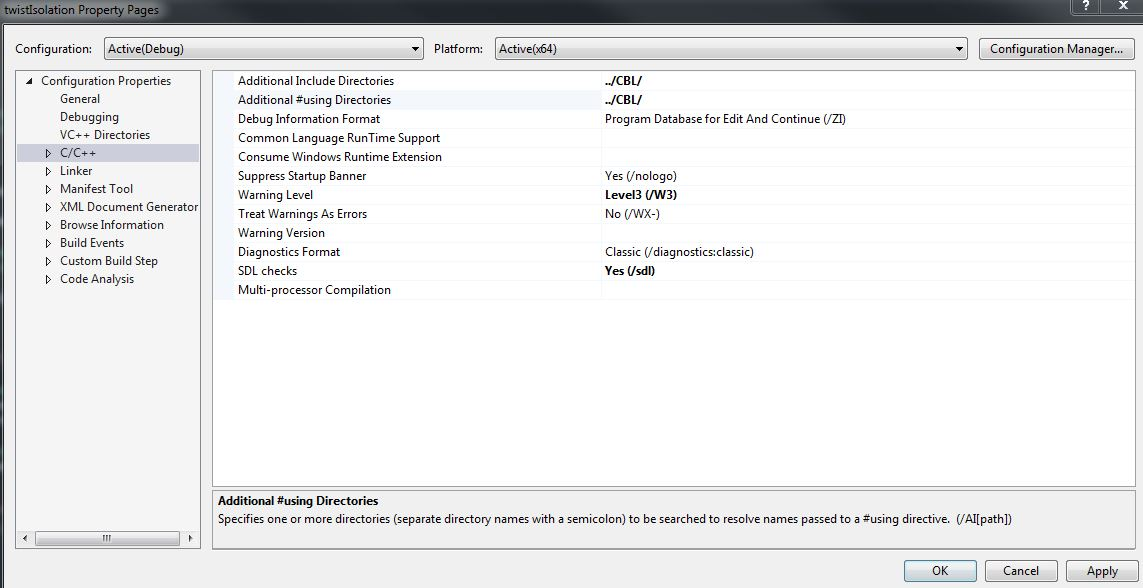 twistIsolation Property Pages
Configuration: Active(Debug) Platform: Active(x64) Configuration Manager...
Configuration Properties
General
Debugging
VC++ Directories
C/C++
Linker
Manifest Tool
XML Document Generator
Browse Information
Build Events
Custom Build Step
Code Analysis
Additional Include Directories ../CBL/
Additional #using Directories ../CBL/
Debug Information Format Program Database for Edit And Continue (/ZI)
Common Language RunTime Support
Consume Windows Runtime Extension
Suppress Startup Banner Yes (/nologo)
Warning Level Level3 (/W3)
Treat Warnings As Errors No (/WX-)
Warning Version
Diagnostics Format Classic (/diagnostics:classic)
SDL checks Yes (/sdl)
Multi-processor Compilation
Additional #using Directories
Specifies one or more directories (separate directory names with a semicolon) to be searched to resolve names passed to a #using directive. (/AI[path])
OK Cancel Apply